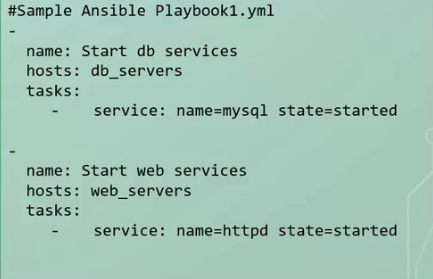 #Sample Ansible Playbook1.yml
-
  name: Start db services
  hosts: db_servers
  tasks:
     -    service: name=mysql state=started

-
  name: Start web services
  hosts: web_servers
  tasks:
     -    service: name=httpd state=started